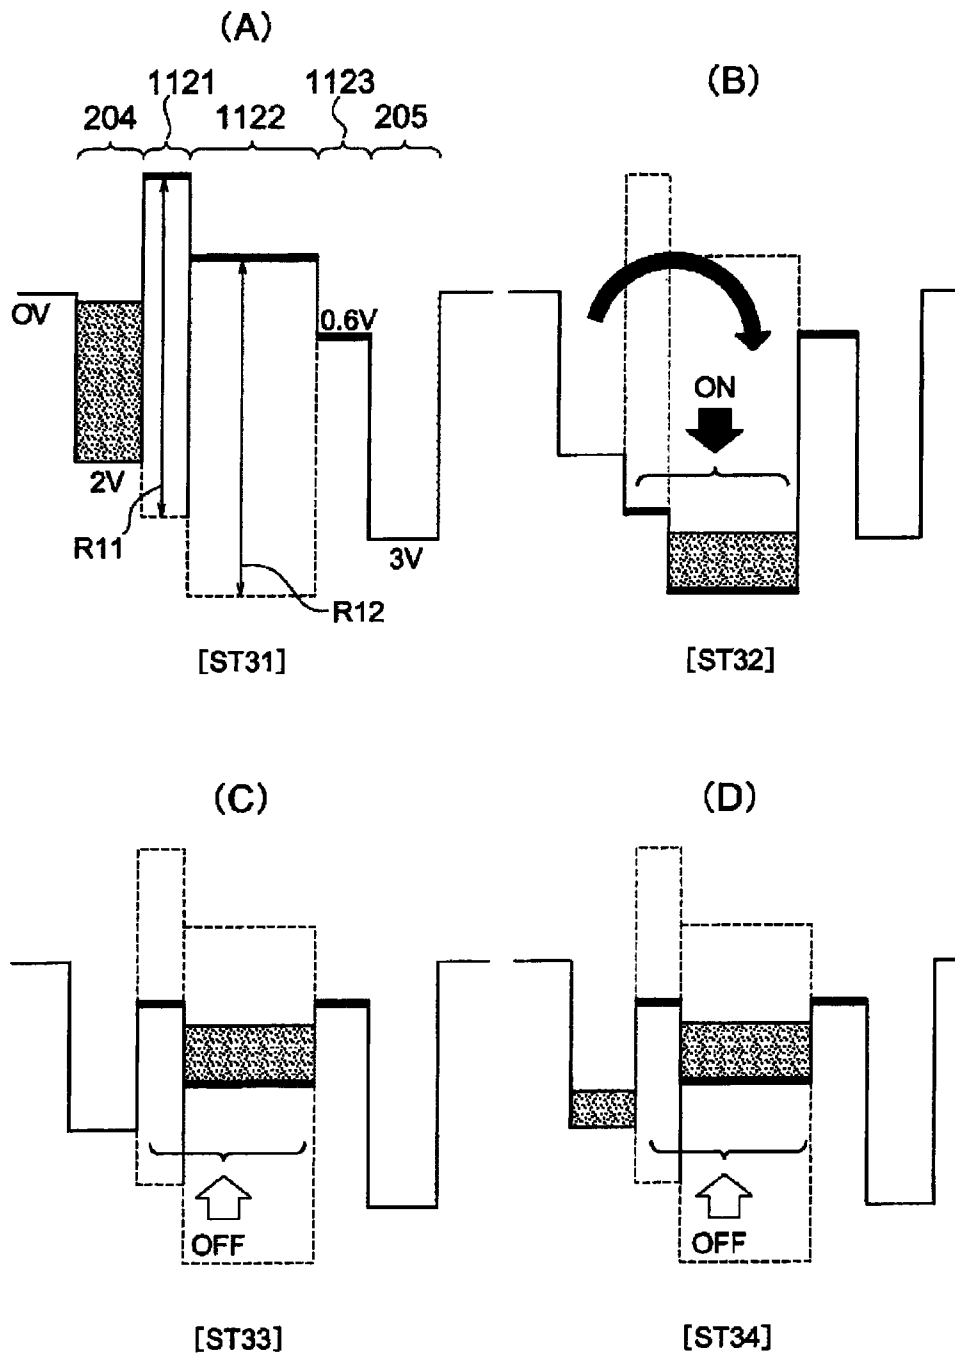 (A)
1121
1123
204
1122
205
0V
0.6V
2V
R11
3V
R12
[ST31]
(B)
ON
[ST32]
(C)
OFF
[ST33]
(D)
OFF
[ST34]